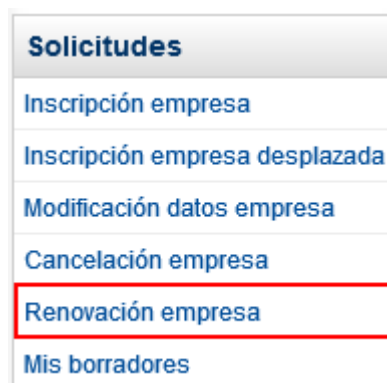 Solicitudes
Inscripción empresa
Inscripción empresa desplazada
Modificación datos empresa
Cancelación empresa
Renovación empresa
Mis borradores